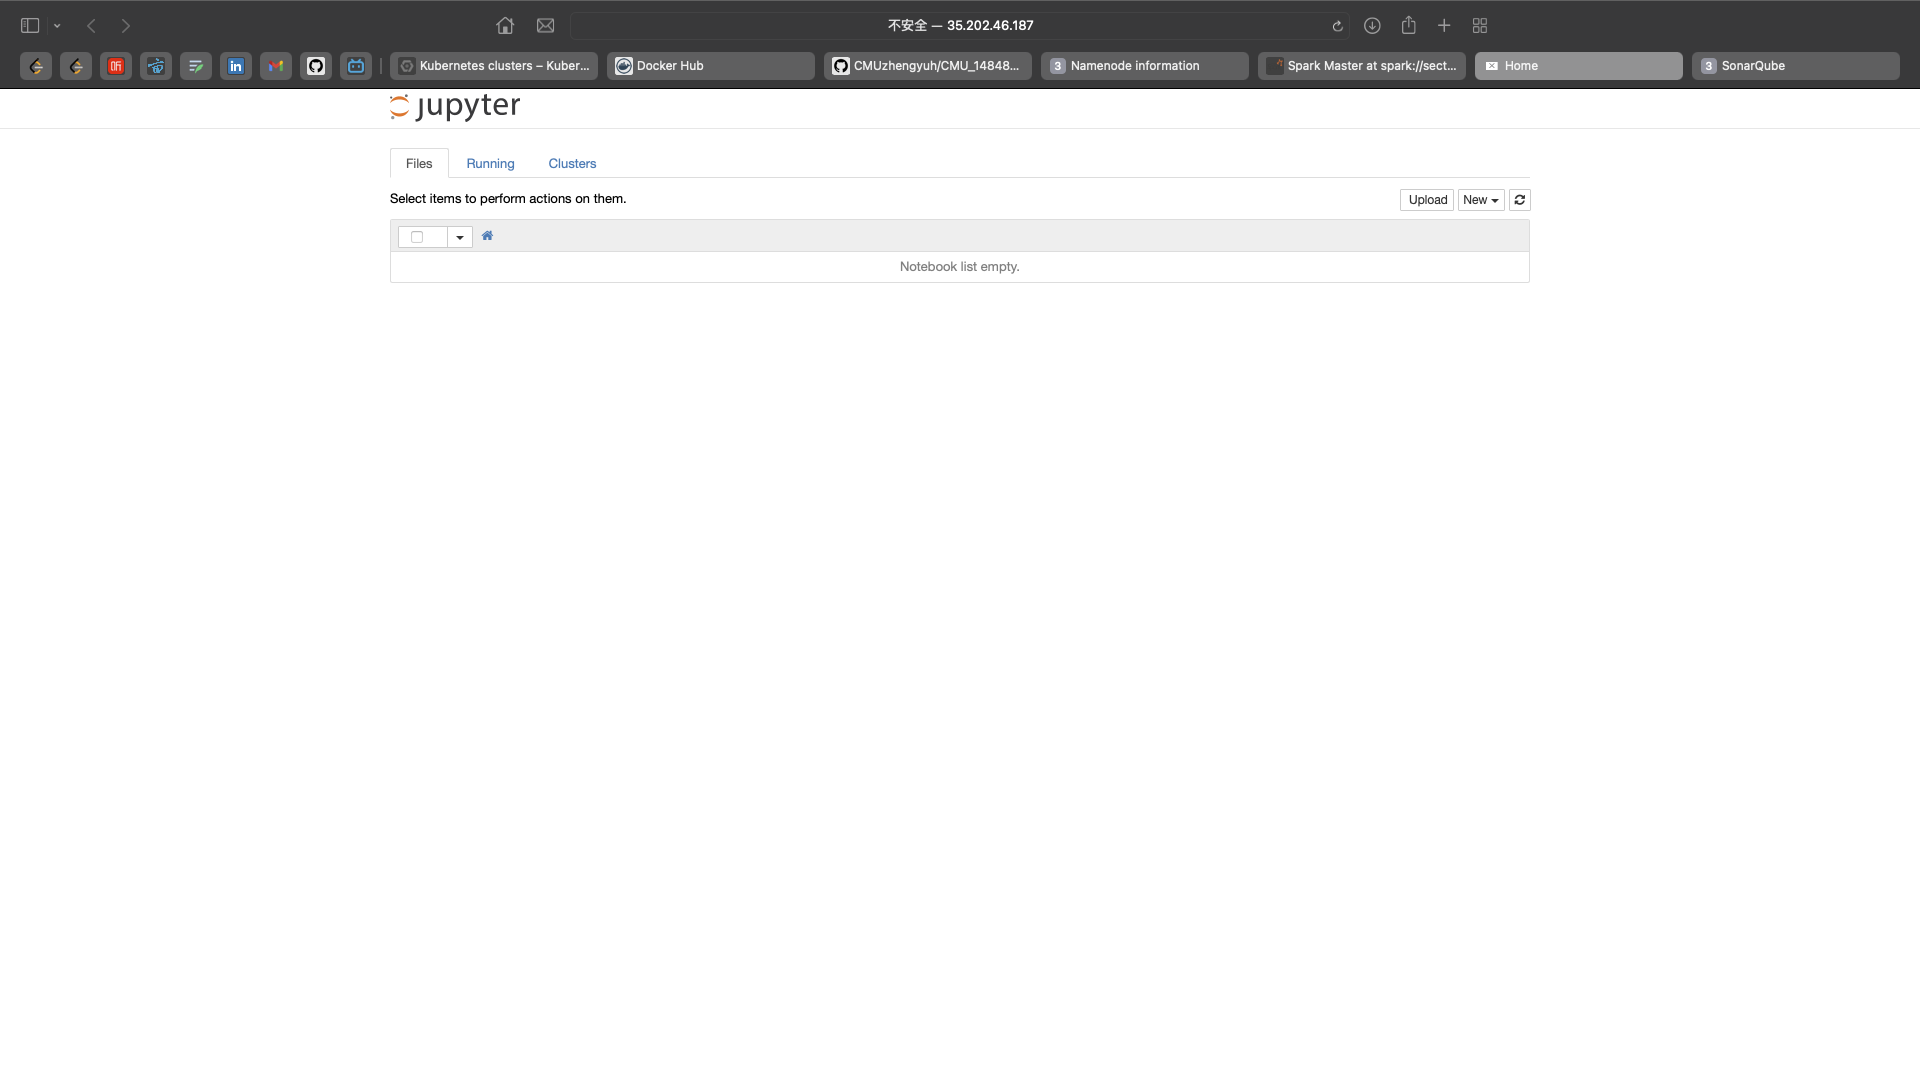 不安全 — 35.202.46.187
Kubernetes clusters – Kuber...
Docker Hub
CMUzhengyuh/CMU_14848...
3 Namenode information
Spark Master at spark://sect...
Home
3 SonarQube
in
jupyter
Files
Running
Clusters
Select items to perform actions on them.
Upload
New
Notebook list empty.